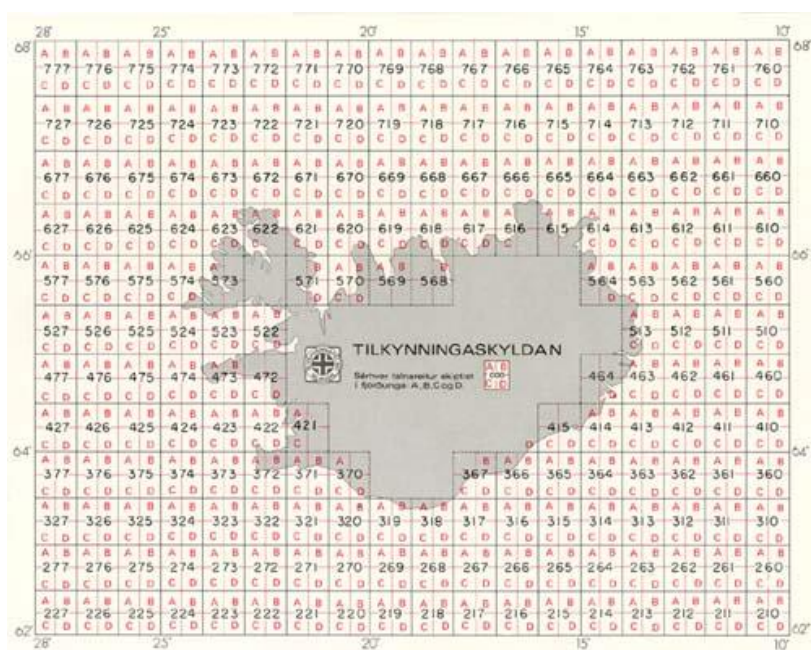 28' 25' 20' 15' 10'
68' A B A B A B A B A B A B A B A B A B A B A B A B A B A B A B A B A B A B 68'
777 776 775 774 773 772 771 770 769 768 767 766 765 764 763 762 761 760
C D C D C D C D C D C D C D C D C D C D C D C D C D C D C D C D C D C D
A B A B A B A B A B A B A B A B A B A B A B A B A B A B A B A B A B A B
727 726 725 724 723 722 721 720 719 718 717 716 715 714 713 712 711 710
C D C D C D C D C D C D C D C D C D C D C D C D C D C D C D C D C D C D
A B A B A B A B A B A B A B A B A B A B A B A B A B A B A B A B A B A B
677 676 675 674 673 672 671 670 669 668 667 666 665 664 663 662 661 660
C D C D C D C D C D C D C D C D C D C D C D C D C D C D C D C D C D C D
A B A B A B A B A B A B A B A B A B A B A B A B A B A B A B A B A B A B
627 626 625 624 623 622 621 620 619 618 617 616 615 614 613 612 611 610
66' 66'
577 576 575 574 573 571 570 569 568 564 563 562 561 560
527 526 525 524 523 522 513 512 511 510
TILKYNNINGASKYLDAN
477 476 475 474 473 472 464 463 462 461 460
Sérhver talnareitur skiptist
í fjórðunga: A, B, C og D.
A B
000
C D
427 426 425 424 423 422 421 415 414 413 412 411 410
64' 64'
377 376 375 374 373 372 371 370 367 366 365 364 363 362 361 360
327 326 325 324 323 322 321 320 319 318 317 316 315 314 313 312 311 310
C D C D C D C D C D C D C D C D C D C D C D C D C D C D C D C D C D C D
A B A B A B A B A B A B A B A B A B A B A B A B A B A B A B A B A B A B
277 276 275 274 273 272 271 270 269 268 267 266 265 264 263 262 261 260
C D C D C D C D C D C D C D C D C D C D C D C D C D C D C D C D C D C D
A B A B A B A B A B A B A B A B A B A B A B A B A B A B A B A B A B A B
227 226 225 224 223 222 221 220 219 218 217 216 215 214 213 212 211 210
62' C D C D C D C D C D C D C D C D C D C D C D C D C D C D C D C D C D C D 62'
28' 25' 20' 15' 10'